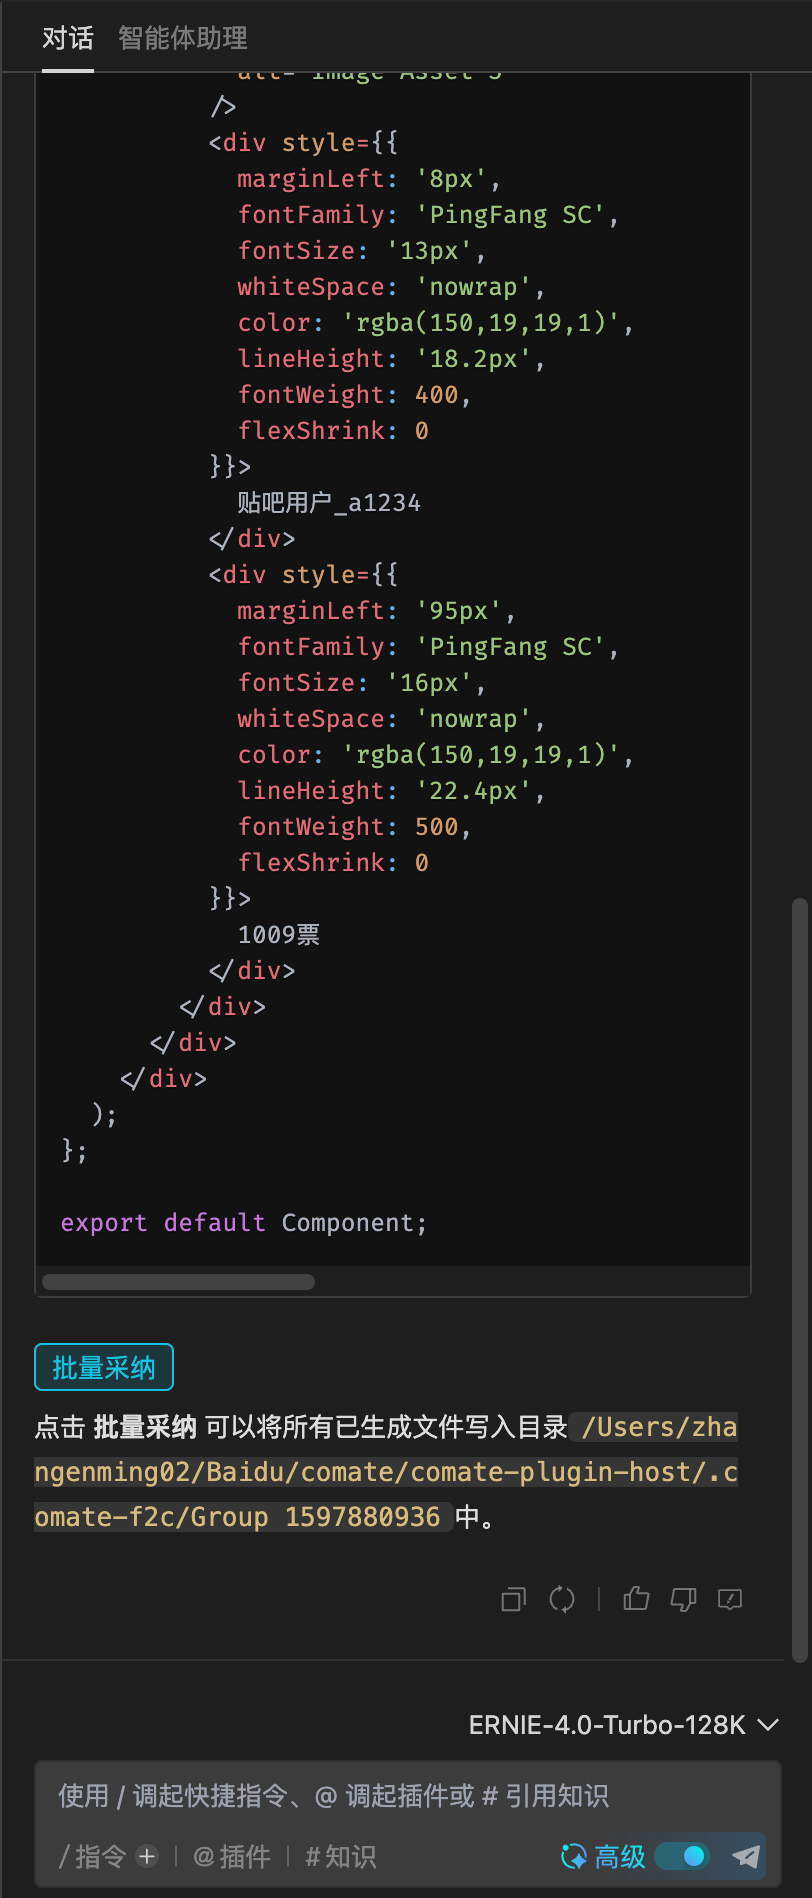 对话 智能体助理
alt="Image Asset 5"
/>
<div style={{
marginLeft: '8px',
fontFamily: 'PingFang SC',
fontSize: '13px',
whiteSpace: 'nowrap',
color: 'rgba(150,19,19,1)',
lineHeight: '18.2px',
fontWeight: 400,
flexShrink: 0
}}>
贴吧用户_a1234
</div>
<div style={{
marginLeft: '95px',
fontFamily: 'PingFang SC',
fontSize: '16px',
whiteSpace: 'nowrap',
color: 'rgba(150,19,19,1)',
lineHeight: '22.4px',
fontWeight: 500,
flexShrink: 0
}}>
1009票
</div>
</div>
</div>
</div>
);
};
export default Component;
批量采纳
点击 批量采纳 可以将所有已生成文件写入目录 /Users/zha
ngenming02/Baidu/comate/comate-plugin-host/.c
omate-f2c/Group 1597880936 中。
ERNIE-4.0-Turbo-128K
使用 / 调起快捷指令、@ 调起插件或 # 引用知识
/ 指令 | @ 插件 | # 知识 高级